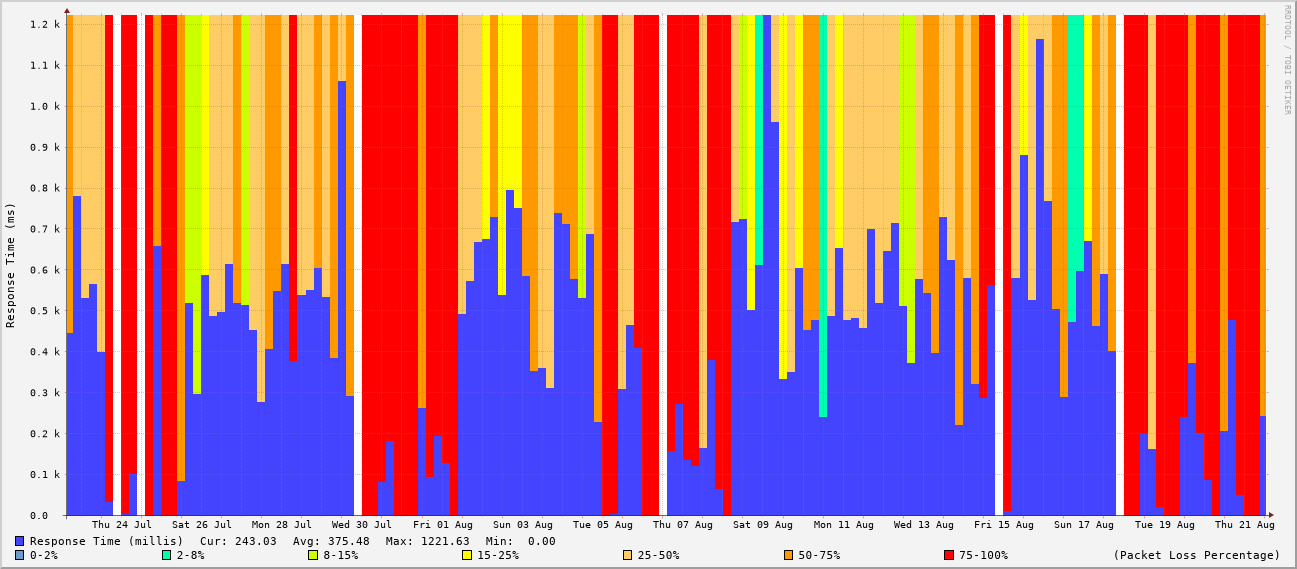 1.2 k
1.1 k
1.0 k
0.9 k
0.8 k
0.7 k
0.6 k
0.5 k
0.4 k
0.3 k
0.2 k
0.1 k
0.0
Response Time (ms)
RRDTOOL / TOBI OETIKER
Thu 24 Jul Sat 26 Jul Mon 28 Jul Wed 30 Jul Fri 01 Aug Sun 03 Aug Tue 05 Aug Thu 07 Aug Sat 09 Aug Mon 11 Aug Wed 13 Aug Fri 15 Aug Sun 17 Aug Tue 19 Aug Thu 21 Aug
Response Time (millis) Cur: 243.03 Avg: 375.48 Max: 1221.63 Min: 0.00
0-2% 2-8% 8-15% 15-25% 25-50% 50-75% 75-100% (Packet Loss Percentage)